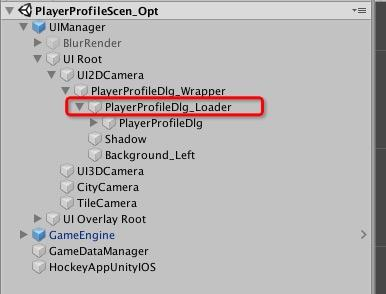 PlayerProfileScen_Opt
UIManager
BlurRender
UI Root
UI2DCamera
PlayerProfileDlg_Wrapper
PlayerProfileDlg_Loader
PlayerProfileDlg
Shadow
Background_Left
UI3DCamera
CityCamera
TileCamera
UI Overlay Root
GameEngine
GameDataManager
HockeyAppUnityIOS